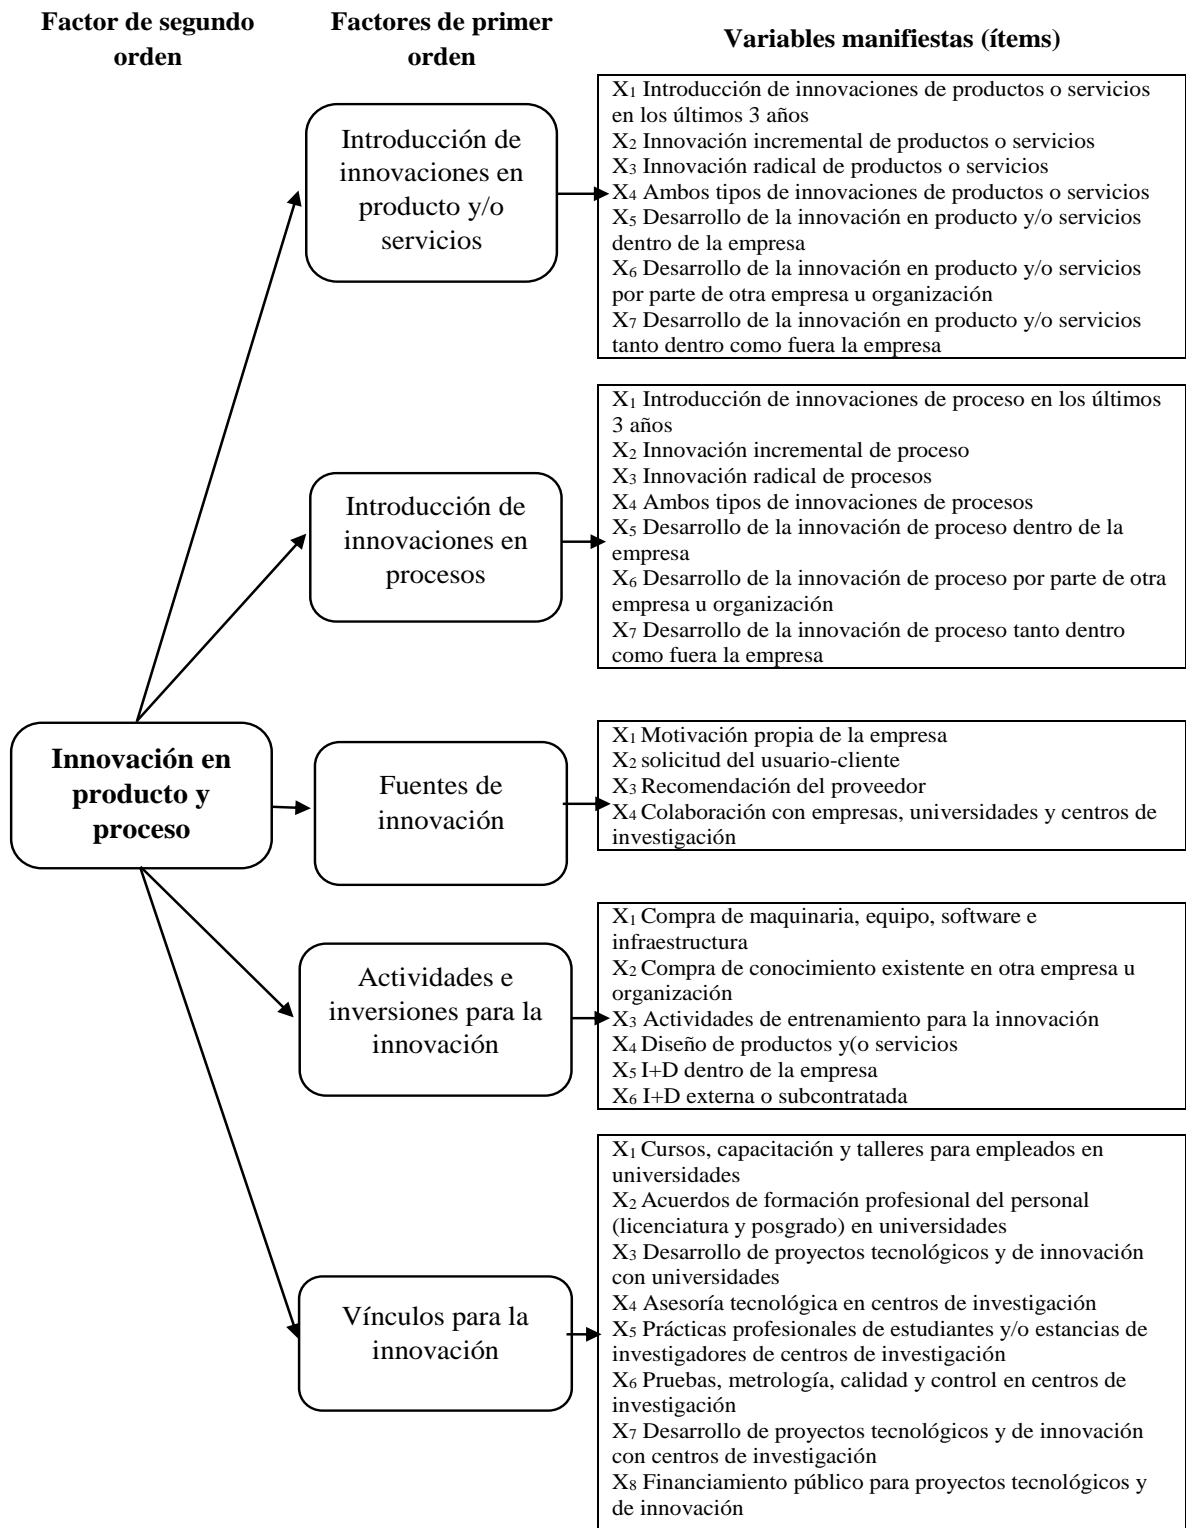 Factor de segundo
orden
Factores de primer
orden
Variables manifiestas (ítems)
Introducción de
innovaciones en
producto y/o
servicios
X₁ Introducción de innovaciones de productos o servicios
en los últimos 3 años
X₂ Innovación incremental de productos o servicios
X₃ Innovación radical de productos o servicios
X₄ Ambos tipos de innovaciones de productos o servicios
X₅ Desarrollo de la innovación en producto y/o servicios
dentro de la empresa
X₆ Desarrollo de la innovación en producto y/o servicios
por parte de otra empresa u organización
X₇ Desarrollo de la innovación en producto y/o servicios
tanto dentro como fuera la empresa
Introducción de
innovaciones en
procesos
X₁ Introducción de innovaciones de proceso en los últimos
3 años
X₂ Innovación incremental de proceso
X₃ Innovación radical de procesos
X₄ Ambos tipos de innovaciones de procesos
X₅ Desarrollo de la innovación de proceso dentro de la
empresa
X₆ Desarrollo de la innovación de proceso por parte de otra
empresa u organización
X₇ Desarrollo de la innovación de proceso tanto dentro
como fuera la empresa
Innovación en
producto y
proceso
Fuentes de
innovación
X₁ Motivación propia de la empresa
X₂ solicitud del usuario-cliente
X₃ Recomendación del proveedor
X₄ Colaboración con empresas, universidades y centros de
investigación
Actividades e
inversiones para la
innovación
X₁ Compra de maquinaria, equipo, software e
infraestructura
X₂ Compra de conocimiento existente en otra empresa u
organización
X₃ Actividades de entrenamiento para la innovación
X₄ Diseño de productos y(o servicios
X₅ I+D dentro de la empresa
X₆ I+D externa o subcontratada
Vínculos para la
innovación
X₁ Cursos, capacitación y talleres para empleados en
universidades
X₂ Acuerdos de formación profesional del personal
(licenciatura y posgrado) en universidades
X₃ Desarrollo de proyectos tecnológicos y de innovación
con universidades
X₄ Asesoría tecnológica en centros de investigación
X₅ Prácticas profesionales de estudiantes y/o estancias de
investigadores de centros de investigación
X₆ Pruebas, metrología, calidad y control en centros de
investigación
X₇ Desarrollo de proyectos tecnológicos y de innovación
con centros de investigación
X₈ Financiamiento público para proyectos tecnológicos y
de innovación